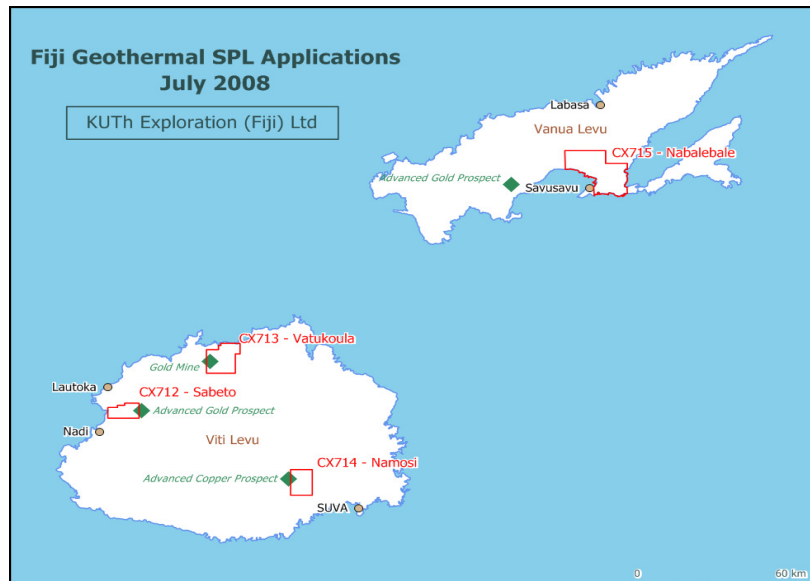 Fiji Geothermal SPL Applications
July 2008
KUTh Exploration (Fiji) Ltd
Labasa
Vanua Levu
CX715 - Nabalebale
Advanced Gold Prospect
Savusavu
CX713 - Vatukoula
Gold Mine
Lautoka
CX712 - Sabeto
Advanced Gold Prospect
Nadi
Viti Levu
CX714 - Namosi
Advanced Copper Prospect
SUVA
0 60 km